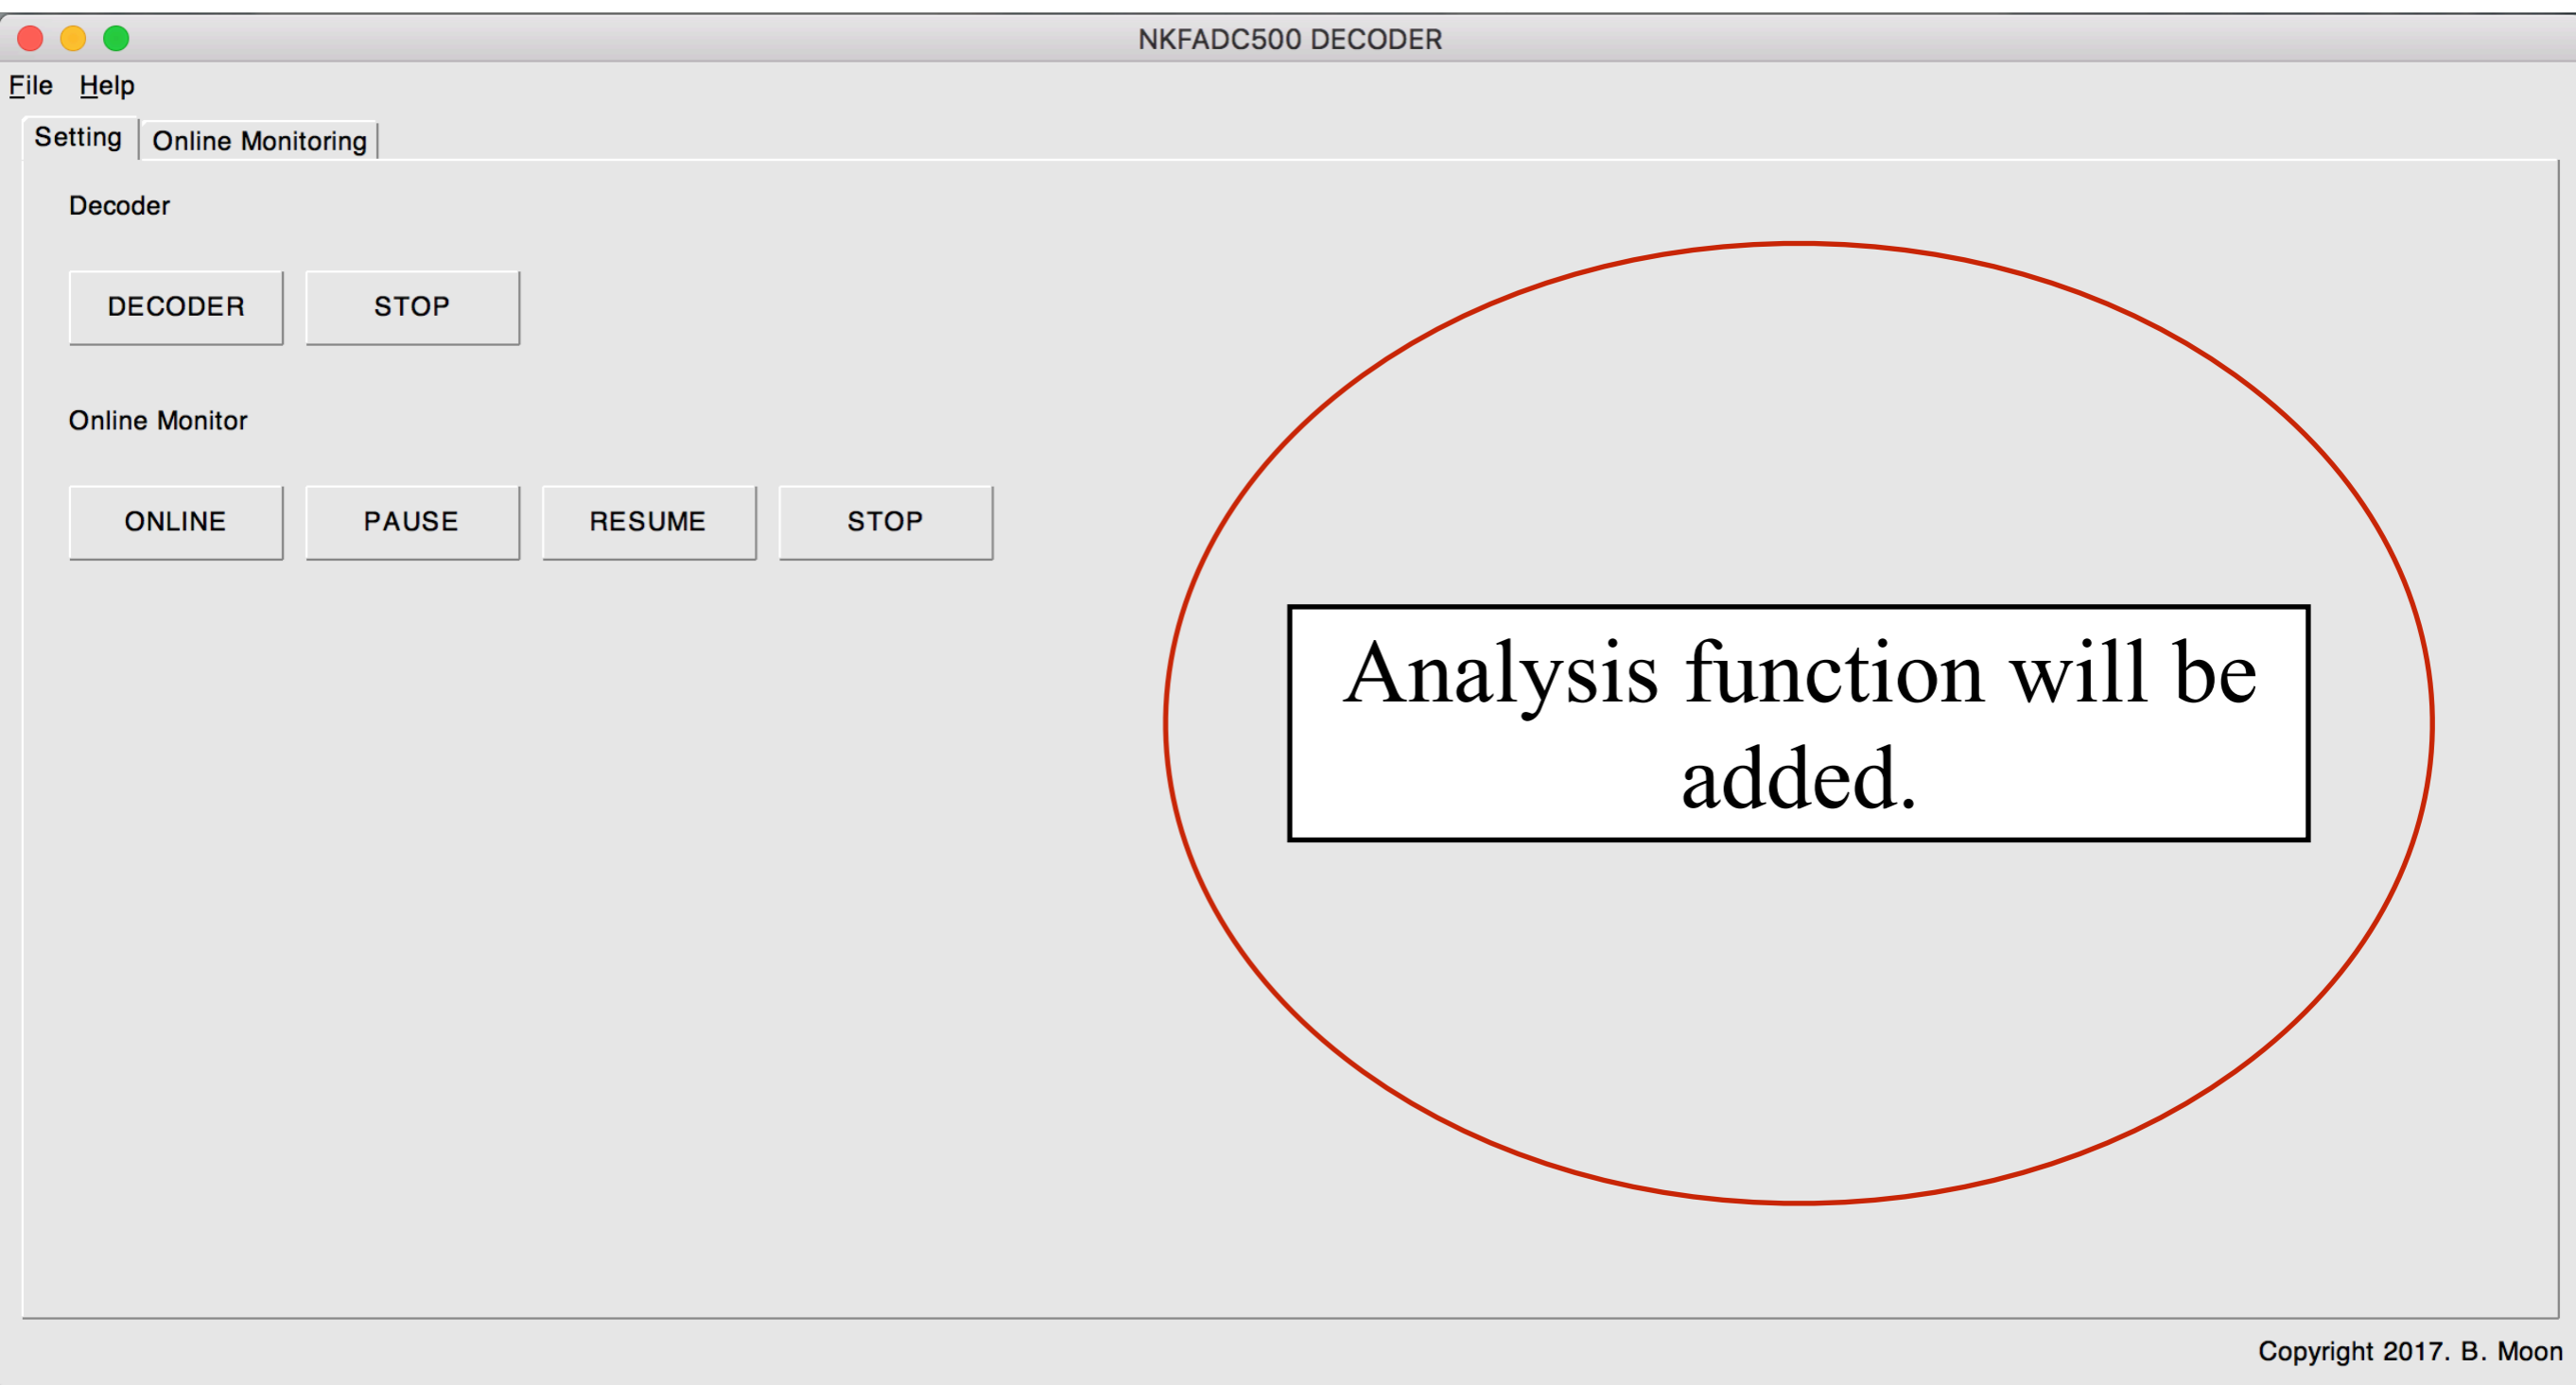 NKFADC500 DECODER
File Help
Setting Online Monitoring
Decoder
DECODER STOP
Online Monitor
ONLINE PAUSE RESUME STOP
Analysis function will be
added.
Copyright 2017. B. Moon